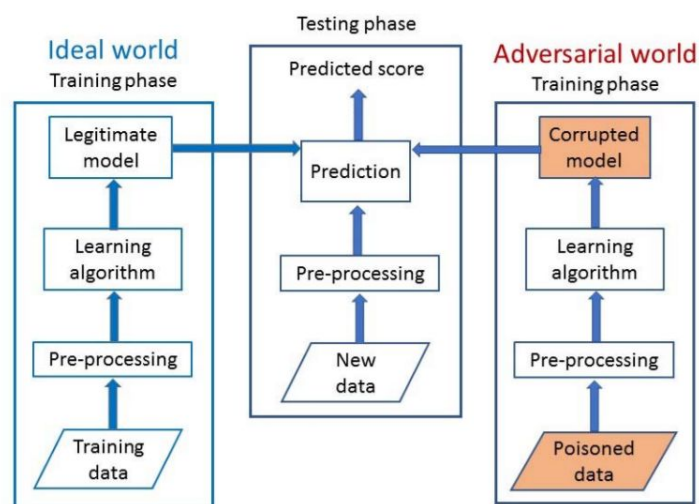 Ideal world
Training phase
Legitimate
model
Learning
algorithm
Pre-processing
Training
data
Testing phase
Predicted score
Prediction
Pre-processing
New
data
Adversarial world
Training phase
Corrupted
model
Learning
algorithm
Pre-processing
Poisoned
data